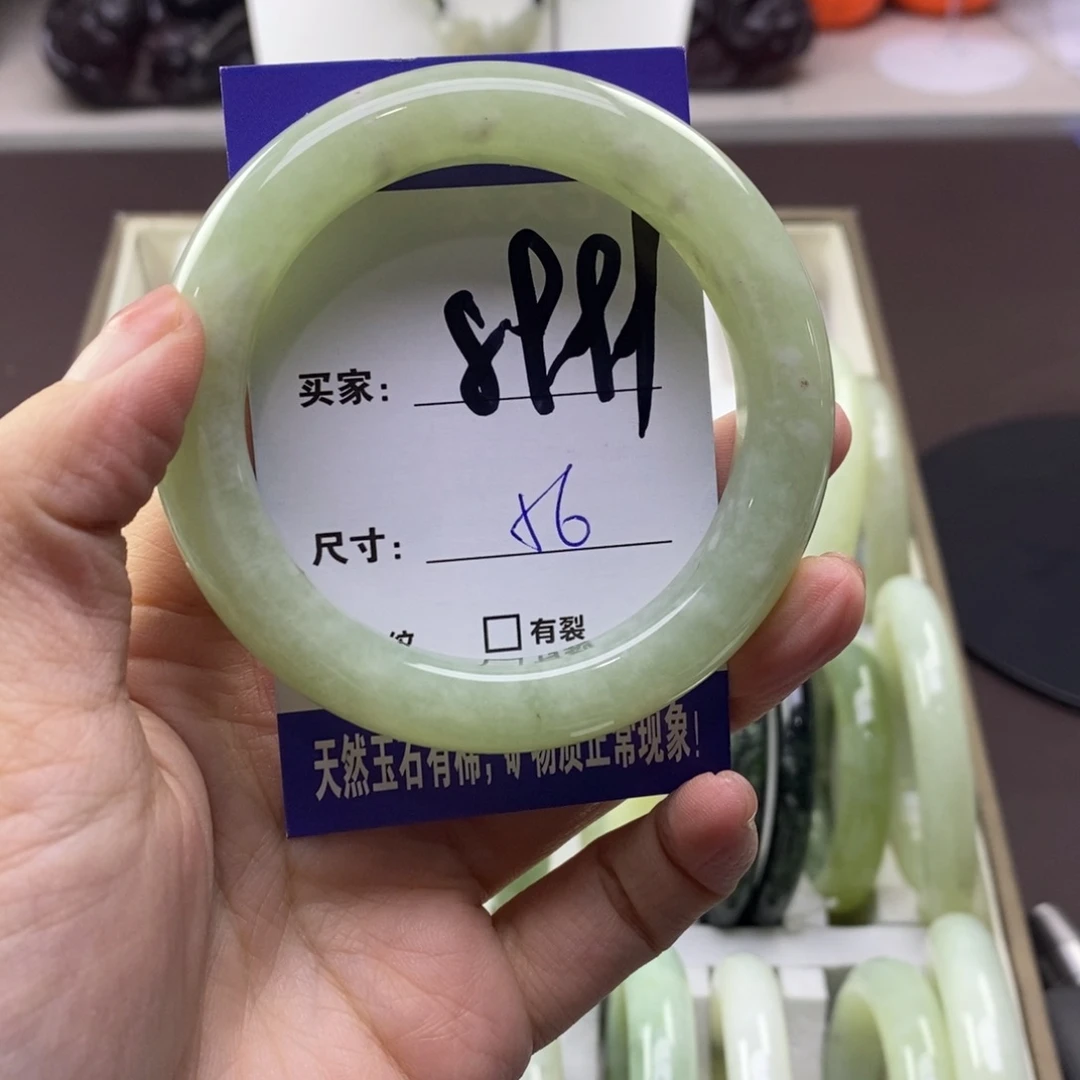 买家:
尺寸: 56
纹 □有裂
天然玉石有棉,矿物质正常现象!